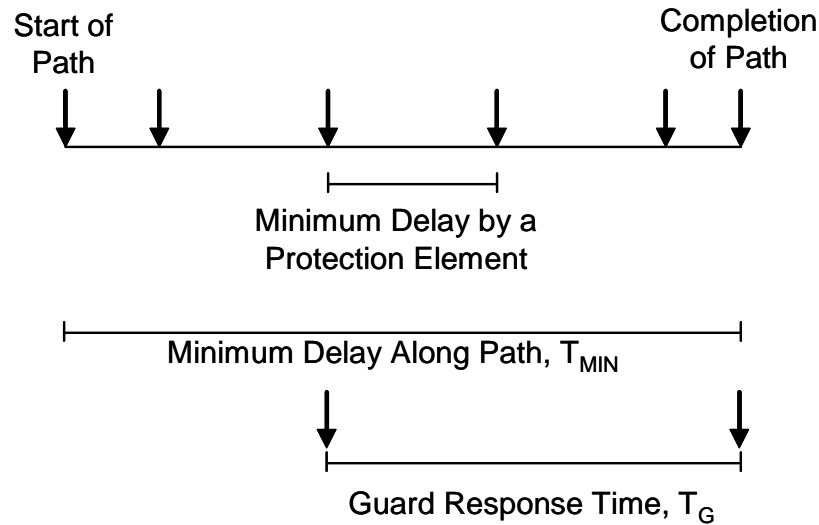 Start of
Path
Completion
of Path
Minimum Delay by a
Protection Element
Minimum Delay Along Path, TMIN
Guard Response Time, TG